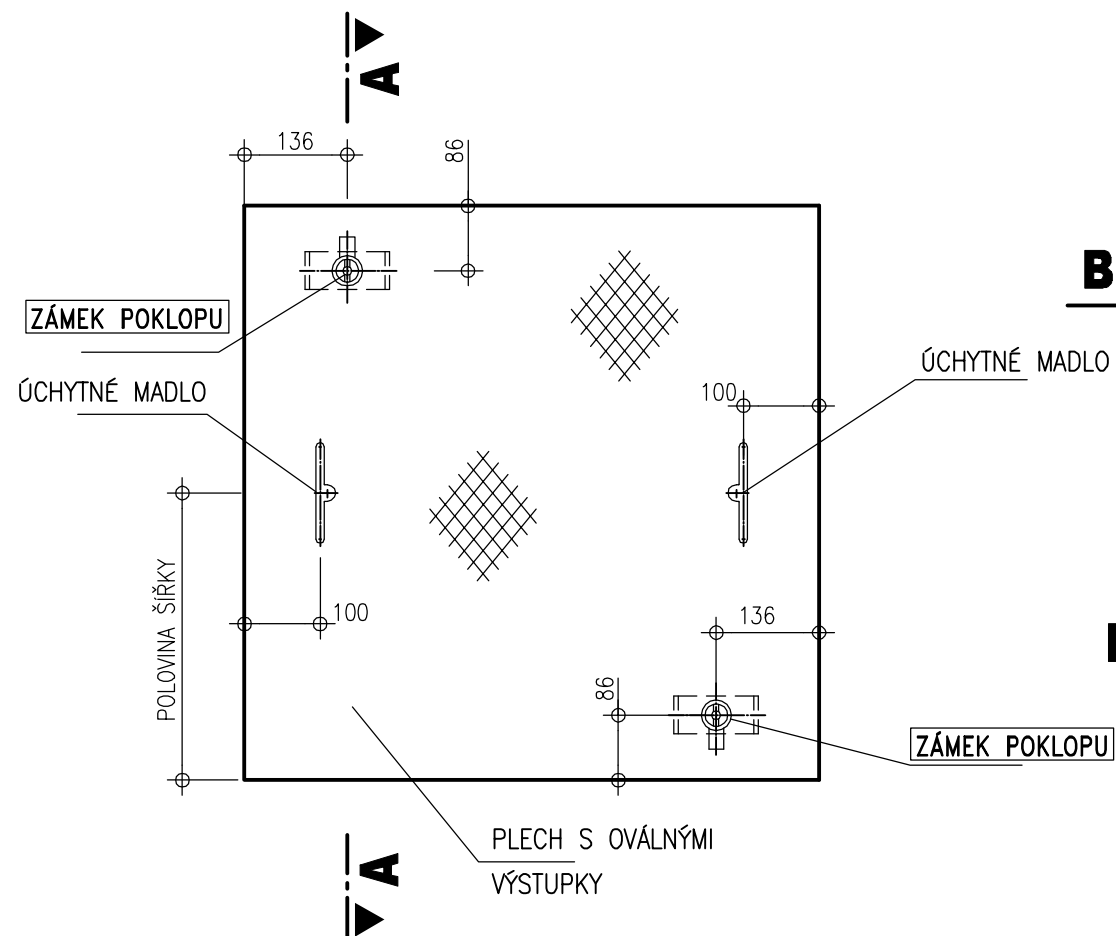 A
136
86
B
ZÁMEK POKLOPU
ÚCHYTNÉ MADLO
ÚCHYTNÉ MADLO
100
POLOVINA ŠÍŘKY
100
136
86
ZÁMEK POKLOPU
PLECH S OVÁLNÝMI
VÝSTUPKY
A